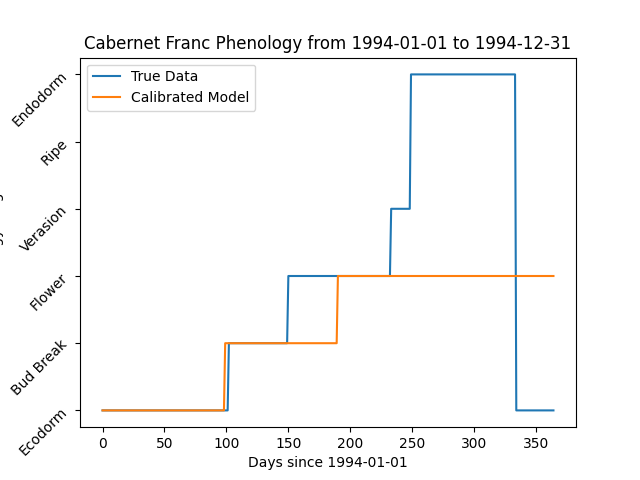 Cabernet Franc Phenology from 1994-01-01 to 1994-12-31
True Data
Calibrated Model
Endodorm
Ripe
Verasion
Flower
Bud Break
Ecodorm
0 50 100 150 200 250 300 350
Days since 1994-01-01